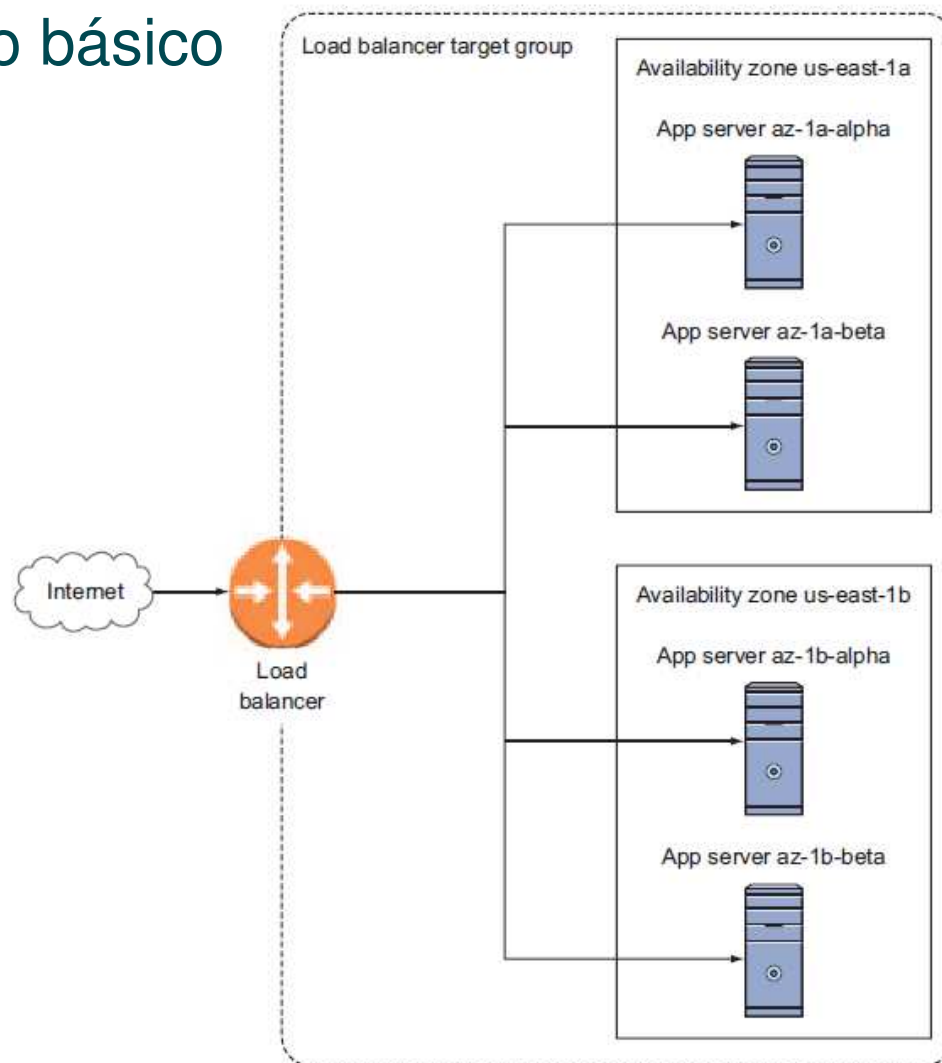 o básico
Load balancer target group
Availability zone us-east-1a
App server az-1a-alpha
App server az-1a-beta
Internet
Load
balancer
Availability zone us-east-1b
App server az-1b-alpha
App server az-1b-beta